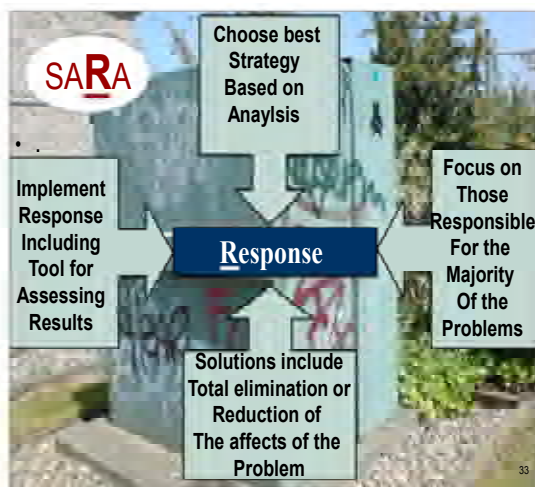 SARA
Choose best
Strategy
Based on
Anaylsis
Implement
Response
Including
Tool for
Assessing
Results
Response
Focus on
Those
Responsible
For the
Majority
Of the
Problems
Solutions include
Total elimination or
Reduction of
The affects of the
Problem
33